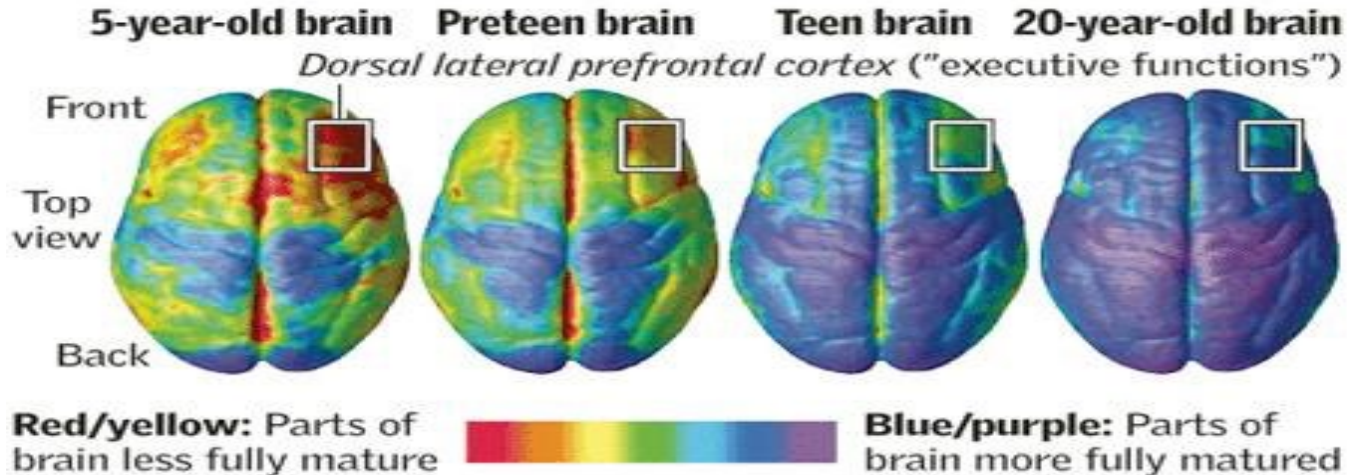 5-year-old brain Preteen brain Teen brain 20-year-old brain
Dorsal lateral prefrontal cortex ("executive functions")
Front
Top
view
Back
Red/yellow: Parts of
brain less fully mature
Blue/purple: Parts of
brain more fully matured